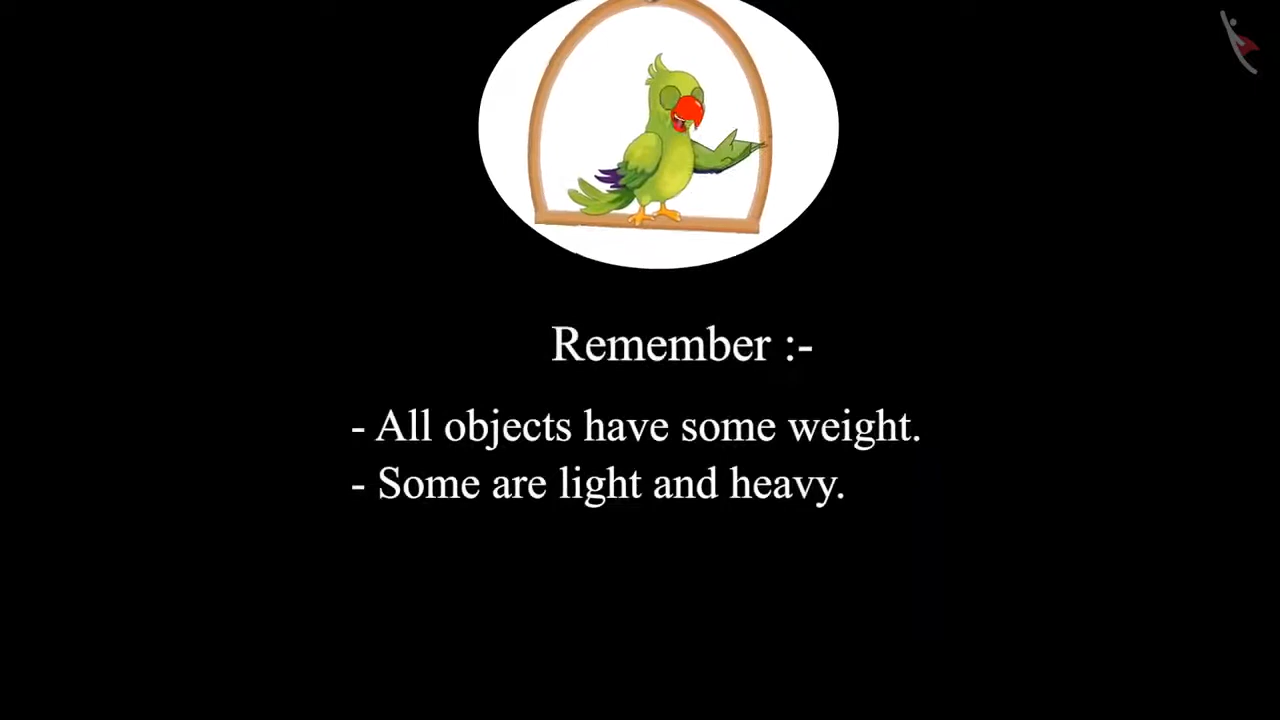 Remember :-
- All objects have some weight.
- Some are light and heavy.